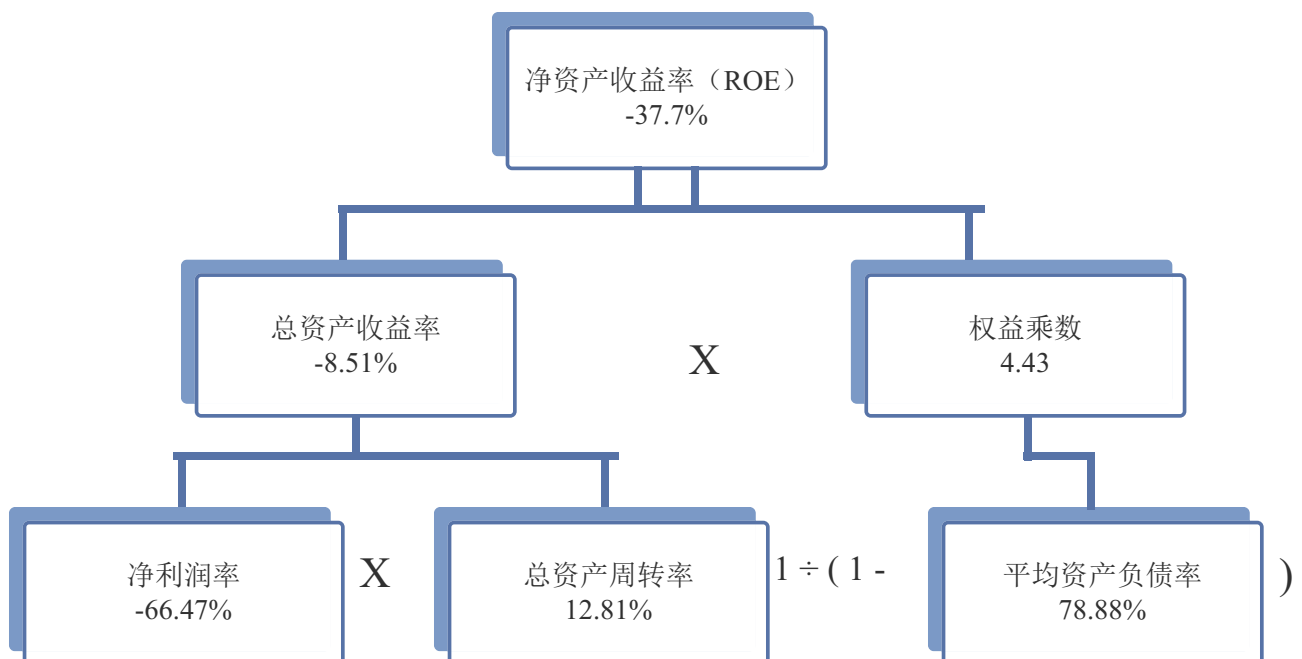 净资产收益率（ROE）
-37.7%
总资产收益率
-8.51%
X
权益乘数
4.43
净利润率
-66.47%
X
总资产周转率
12.81%
1 ÷ ( 1 -
平均资产负债率
78.88%
)